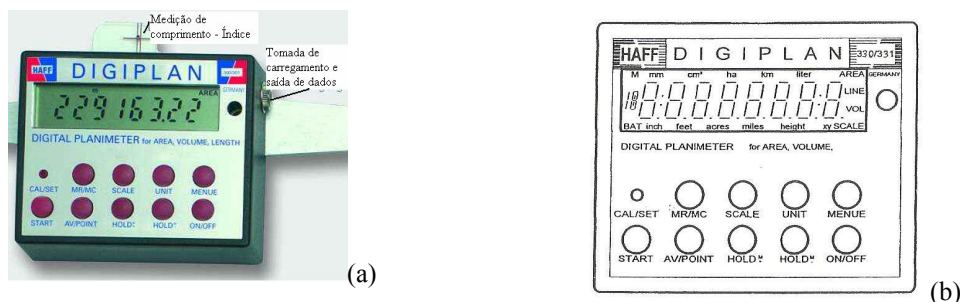 Medição de
comprimento - Índice
Tomada de
carregamento e
saída de dados
HAFF DIGIPLAN
GERMANY
AREA
229163.22
DIGITAL PLANIMETER for AREA, VOLUME, LENGTH
CAL/SET MR/MC SCALE UNIT MENUE
START AV/POINT HOLD HOLD ON/OFF
(a)
HAFF DIGIPLAN 330/331
M mm cm² ha km liter AREA GERMANY
LINE
VOL
BAT inch feet acres miles height xy SCALE
DIGITAL PLANIMETER for AREA, VOLUME,
CAL/SET MR/MC SCALE UNIT MENUE
START AV/POINT HOLD HOLD ON/OFF
(b)